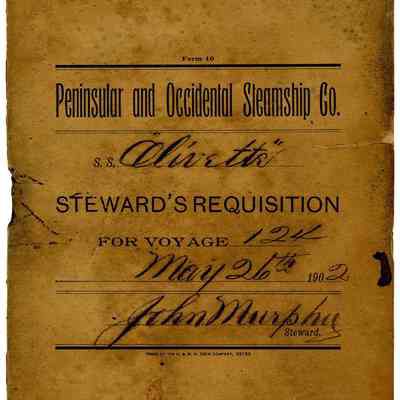 Form 10
Peninsular and Occidental Steamship Co.
S. S. "Olivette"
STEWARD'S REQUISITION
FOR VOYAGE 124
May 26th 1902
John Murphy
Steward.